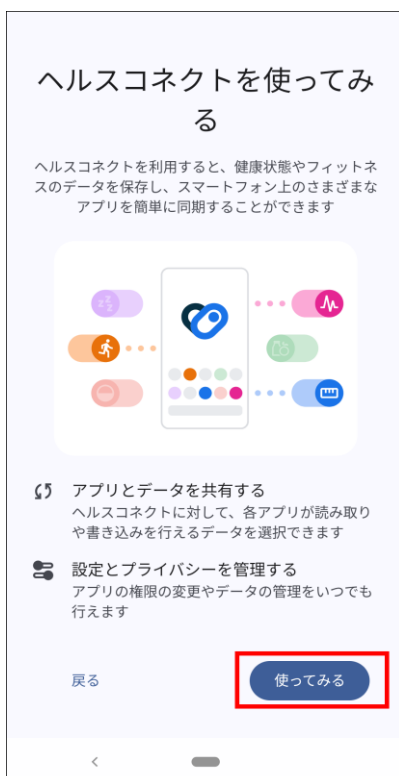 ヘルスコネクトを使ってみ
る
ヘルスコネクトを利用すると、健康状態やフィットネ
スのデータを保存し、スマートフォン上のさまざまな
アプリを簡単に同期することができます
zzz
アプリとデータを共有する
ヘルスコネクトに対して、各アプリが読み取り
や書き込みを行えるデータを選択できます
設定とプライバシーを管理する
アプリの権限の変更やデータの管理をいつでも
行えます
戻る
使ってみる